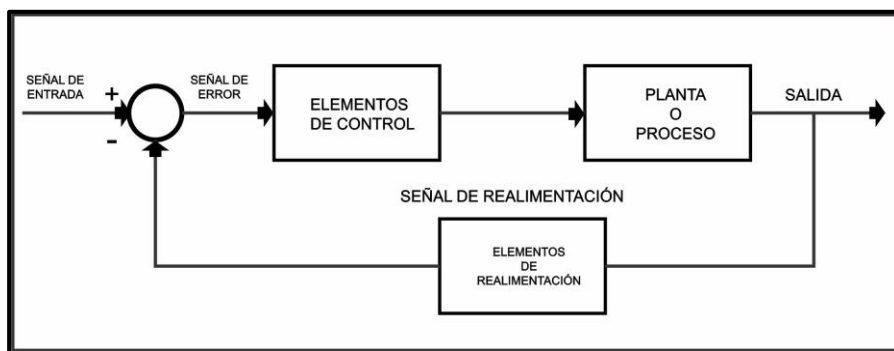 SEÑAL DE
ENTRADA
+
-
SEÑAL DE
ERROR
ELEMENTOS
DE CONTROL
PLANTA
O
PROCESO
SALIDA
SEÑAL DE REALIMENTACIÓN
ELEMENTOS
DE
REALIMENTACIÓN